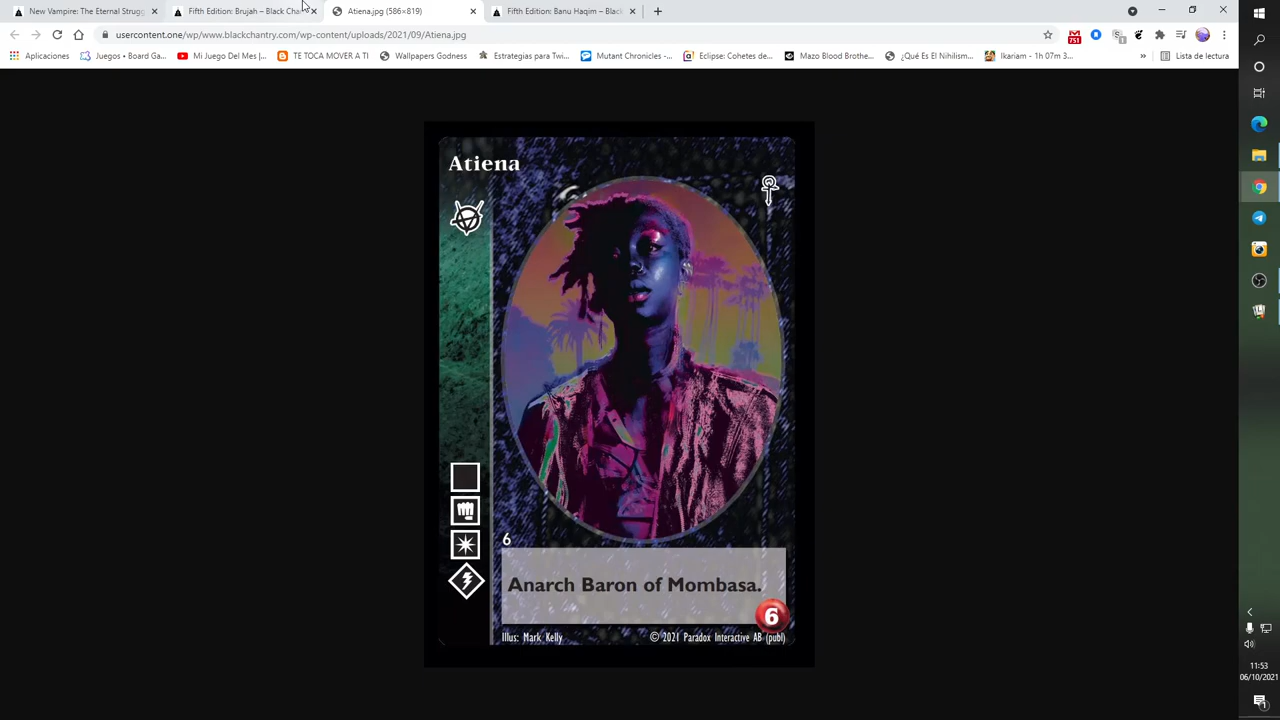 New Vampire: The Eternal Strugg
Fifth Edition: Brujah – Black Cha
Atiena.jpg (586×819)
Fifth Edition: Banu Haqim – Black
usercontent.one/wp/www.blackchantry.com/wp-content/uploads/2021/09/Atiena.jpg
751
Aplicaciones
Juegos • Board Ga...
Mi Juego Del Mes |...
TE TOCA MOVER A TI
Wallpapers Godness
Estrategias para Twi...
Mutant Chronicles -...
Eclipse: Cohetes de...
Mazo Blood Brothe...
¿Qué Es El Nihilism...
Ikariam - 1h 07m 3...
»
Lista de lectura
Atiena
6
Anarch Baron of Mombasa.
6
Illus: Mark Kelly
© 2021 Paradox Interactive AB (publ)
11:53
06/10/2021